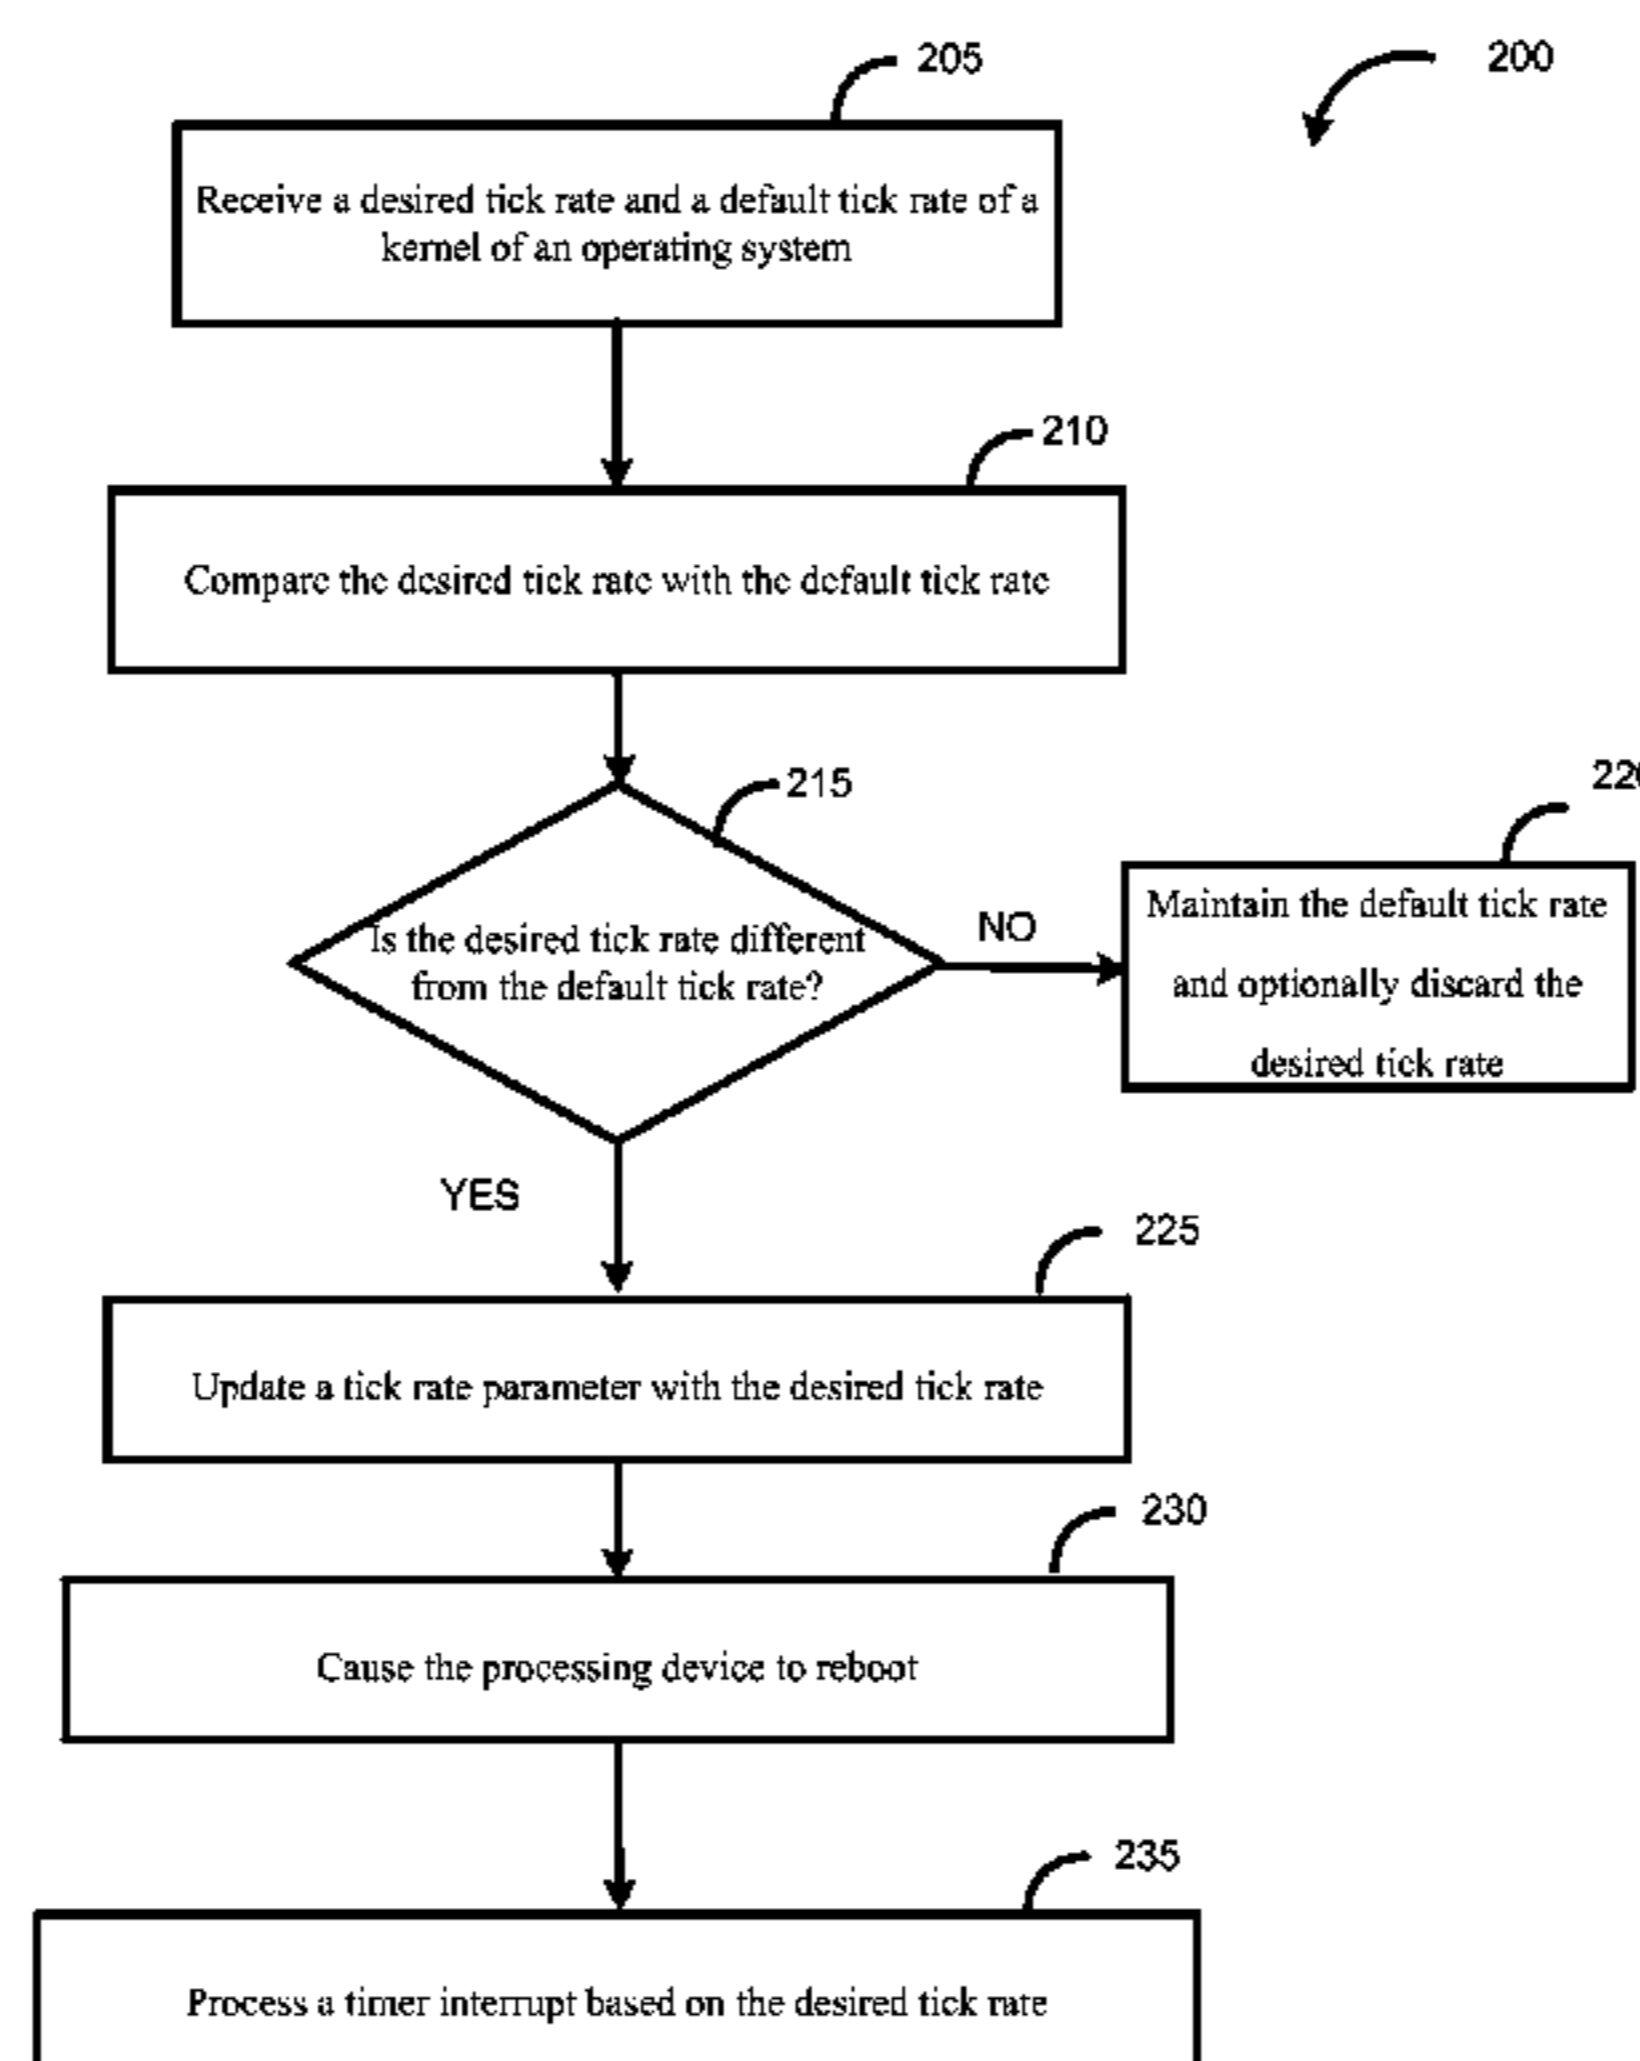 205
200
Receive a desired tick rate and a default tick rate of a
kernel of an operating system
210
Compare the desired tick rate with the default tick rate
215
Is the desired tick rate different
from the default tick rate?
NO
Maintain the default tick rate
and optionally discard the
desired tick rate
YES
225
Update a tick rate parameter with the desired tick rate
230
Cause the processing device to reboot
235
Process a timer interrupt based on the desired tick rate